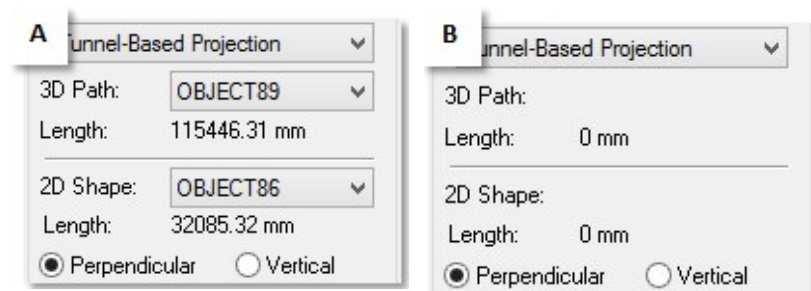 A
Tunnel-Based Projection
3D Path: OBJECT89
Length: 115446.31 mm
2D Shape: OBJECT86
Length: 32085.32 mm
Perpendicular Vertical
B
unnel-Based Projection
3D Path:
Length: 0 mm
2D Shape:
Length: 0 mm
Perpendicular Vertical